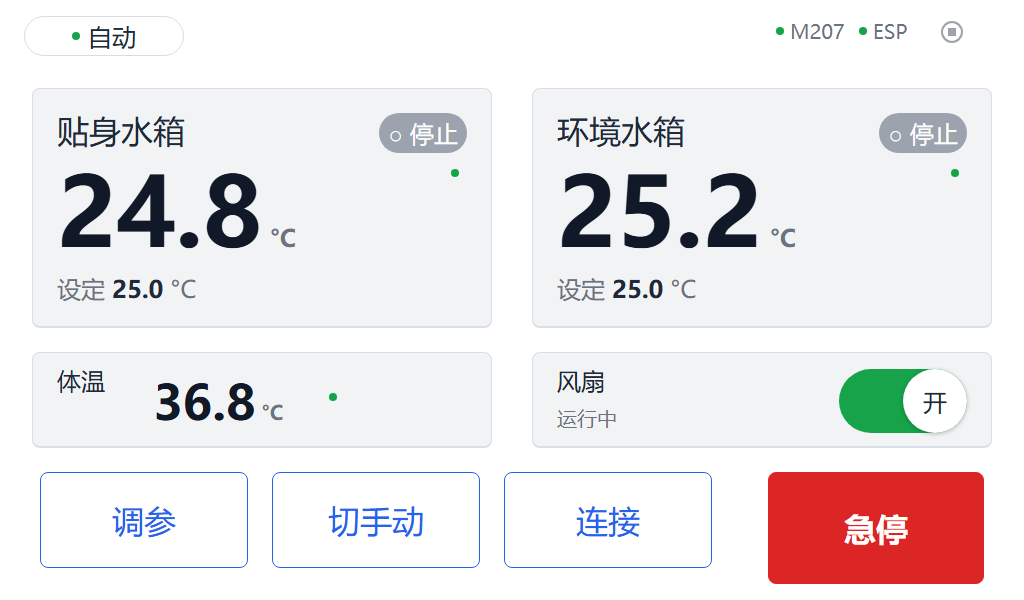 自动
M207 ESP
贴身水箱 停止
24.8 °C
设定 25.0 °C
环境水箱 停止
25.2 °C
设定 25.0 °C
体温 36.8 °C
风扇
运行中
开
调参
切手动
连接
急停